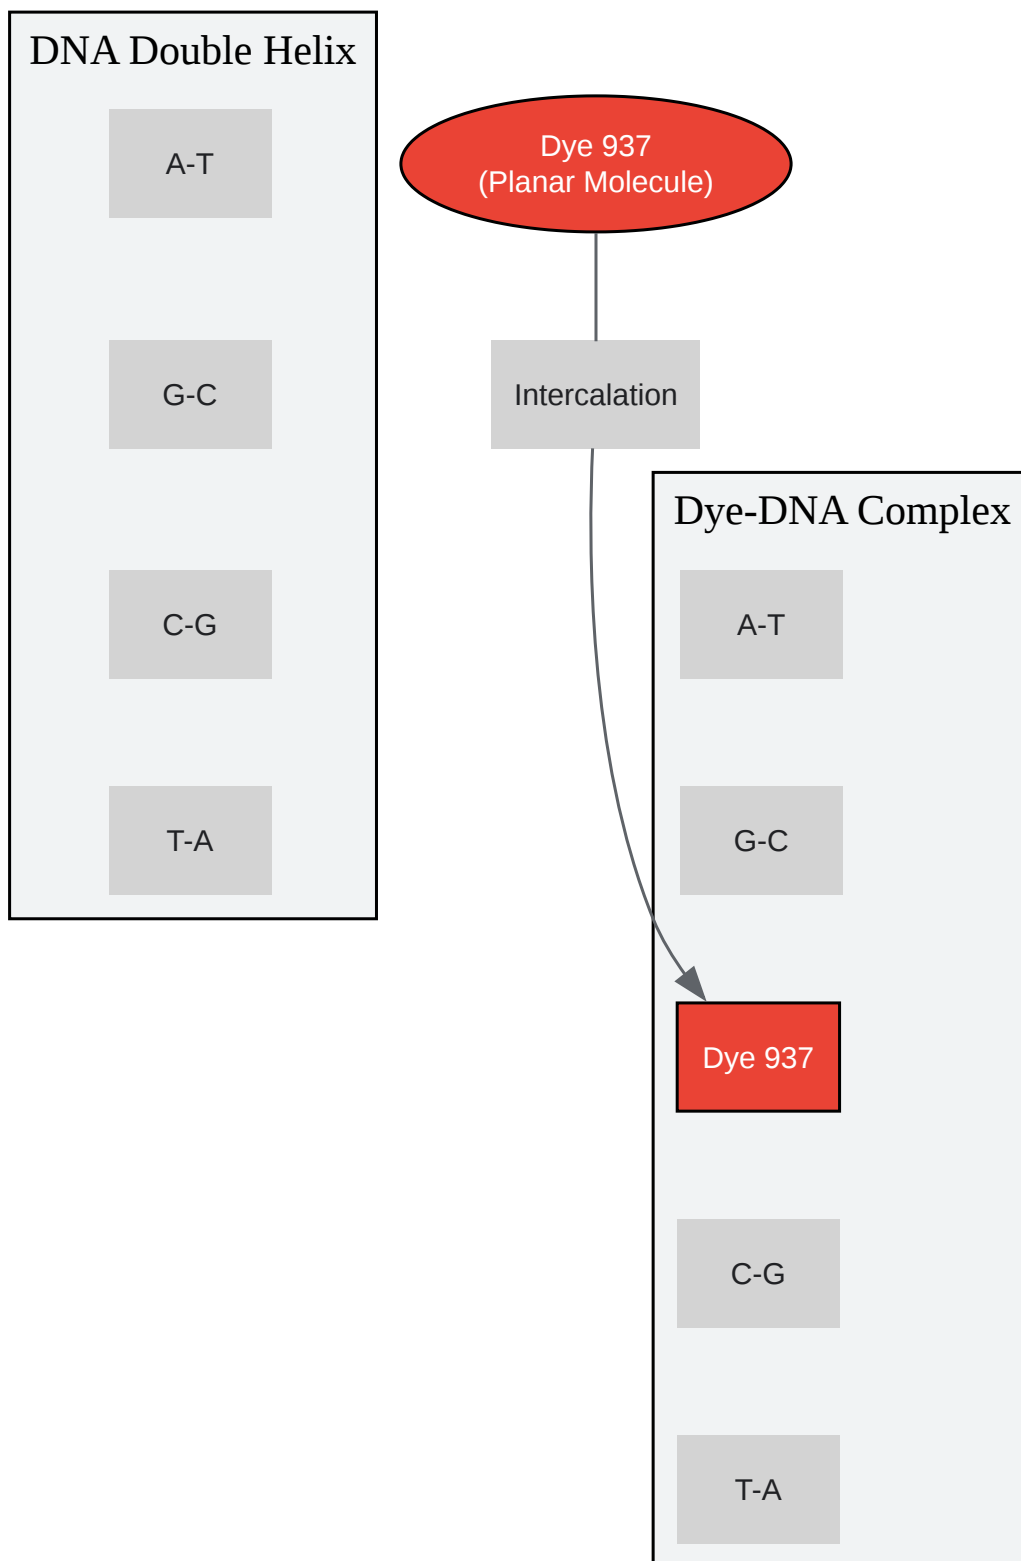 DNA Double Helix
A-T
G-C
C-G
T-A
Dye 937
(Planar Molecule)
Intercalation
Dye-DNA Complex
A-T
G-C
Dye 937
C-G
T-A